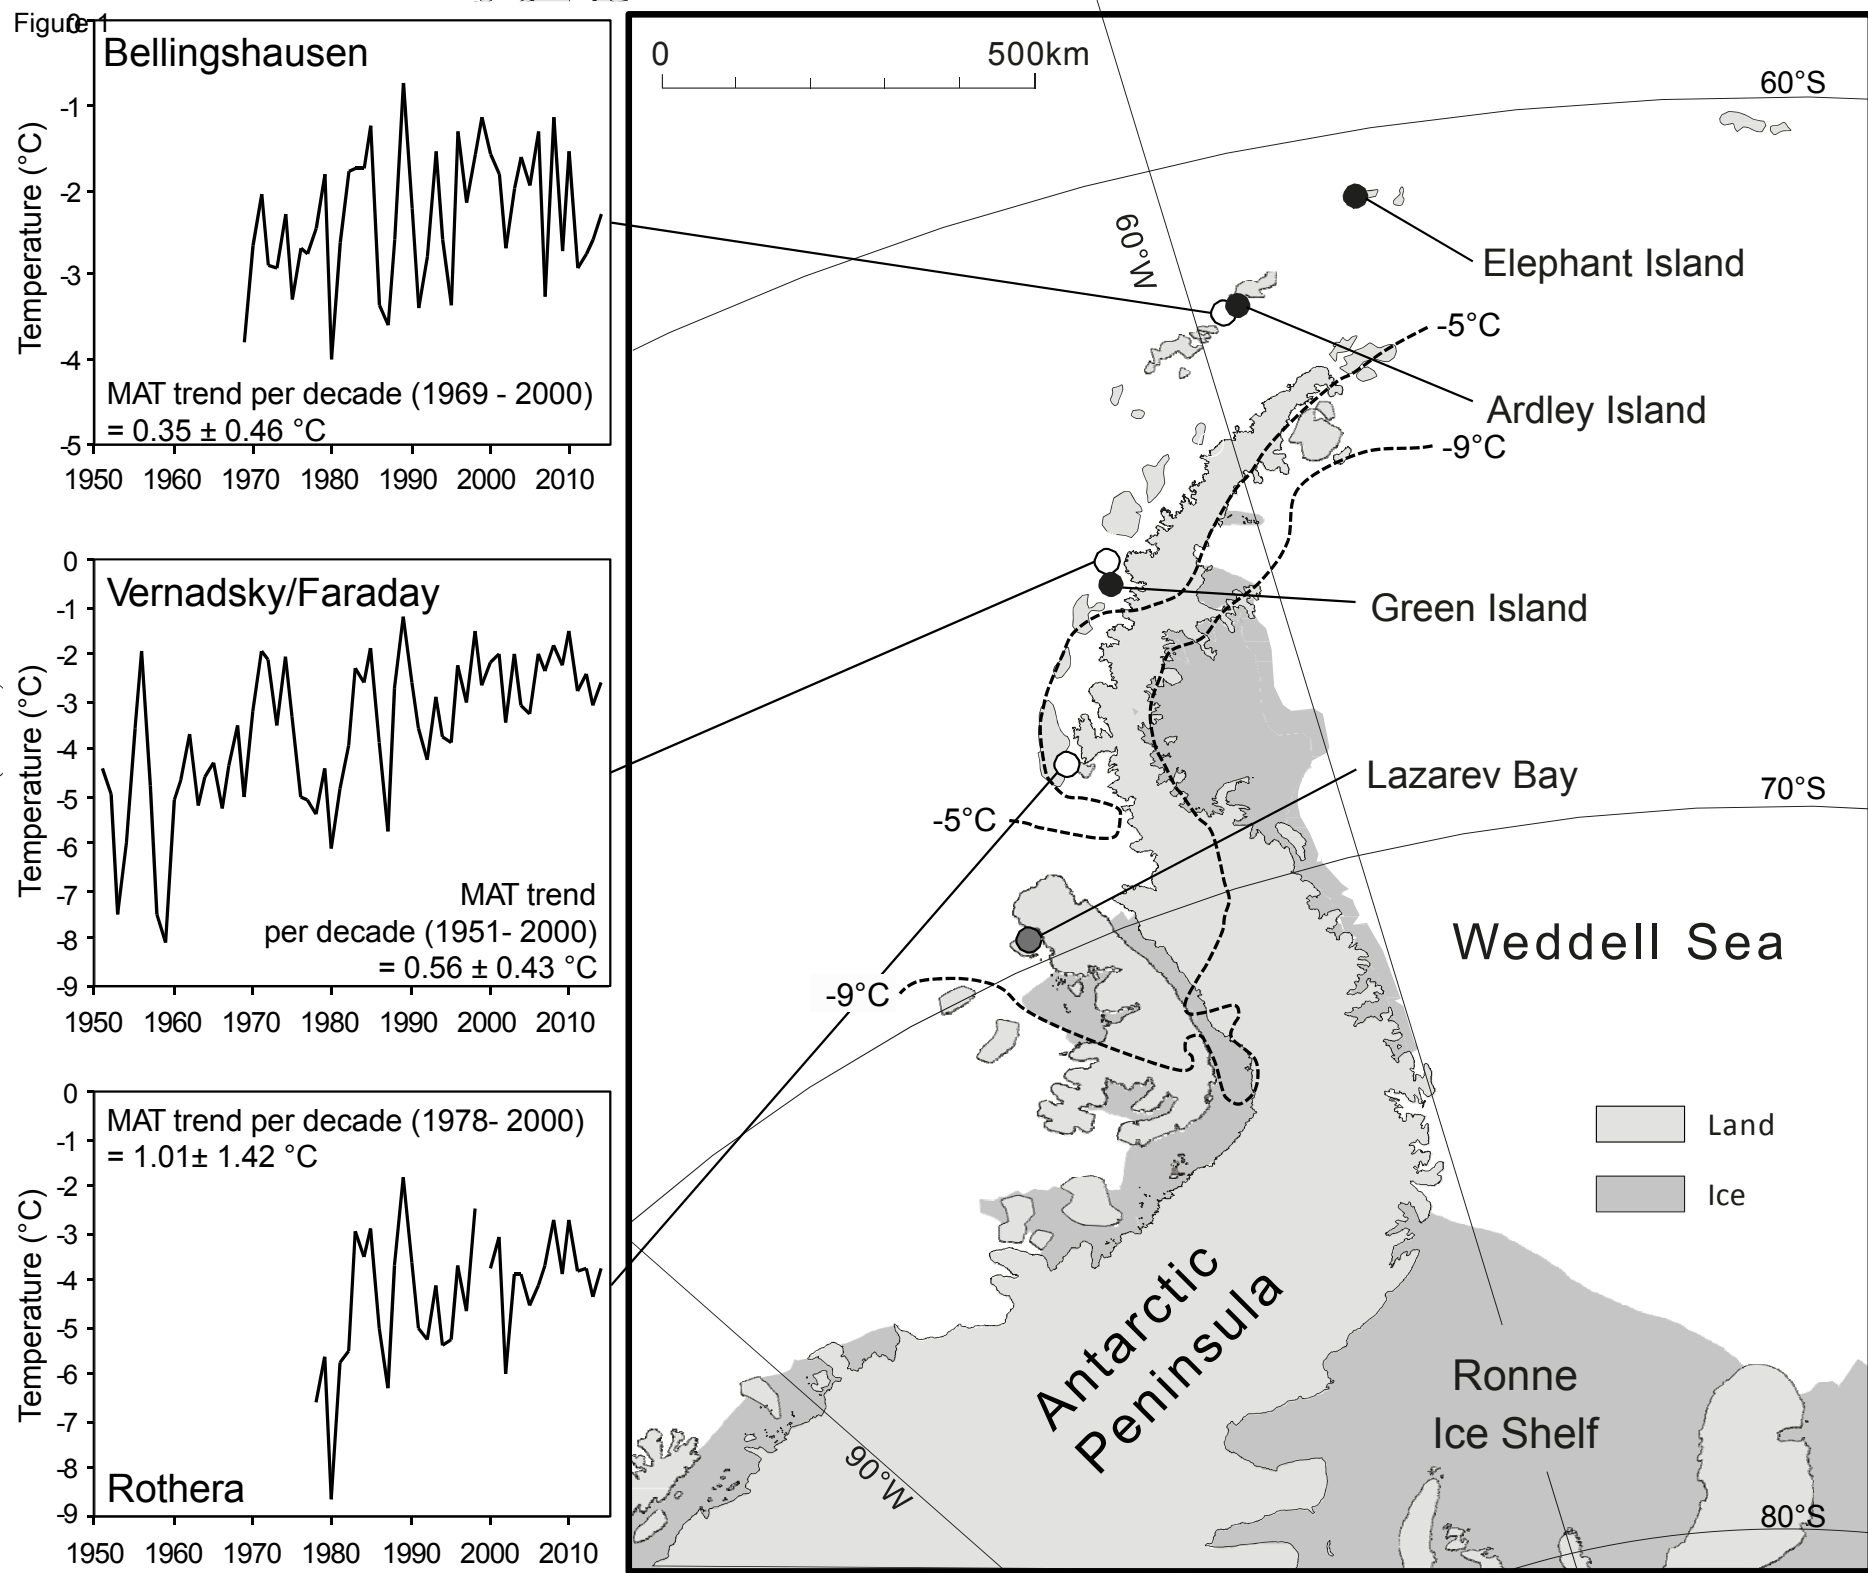 Figure 1
Bellingshausen
Temperature (°C)
0
-1
-2
-3
-4
-5
MAT trend per decade (1969 - 2000)
= 0.35 ± 0.46 °C
1950 1960 1970 1980 1990 2000 2010
Vernadsky/Faraday
Temperature (°C)
0
-1
-2
-3
-4
-5
-6
-7
-8
-9
MAT trend
per decade (1951- 2000)
= 0.56 ± 0.43 °C
1950 1960 1970 1980 1990 2000 2010
MAT trend per decade (1978- 2000)
= 1.01± 1.42 °C
Temperature (°C)
0
-1
-2
-3
-4
-5
-6
-7
-8
-9
Rothera
1950 1960 1970 1980 1990 2000 2010
0 500km
60°S
60°W
Elephant Island
-5°C
Ardley Island
-9°C
Green Island
Lazarev Bay
70°S
-5°C
Weddell Sea
-9°C
Land
Ice
Antarctic
Peninsula
Ronne
Ice Shelf
90°W
80°S